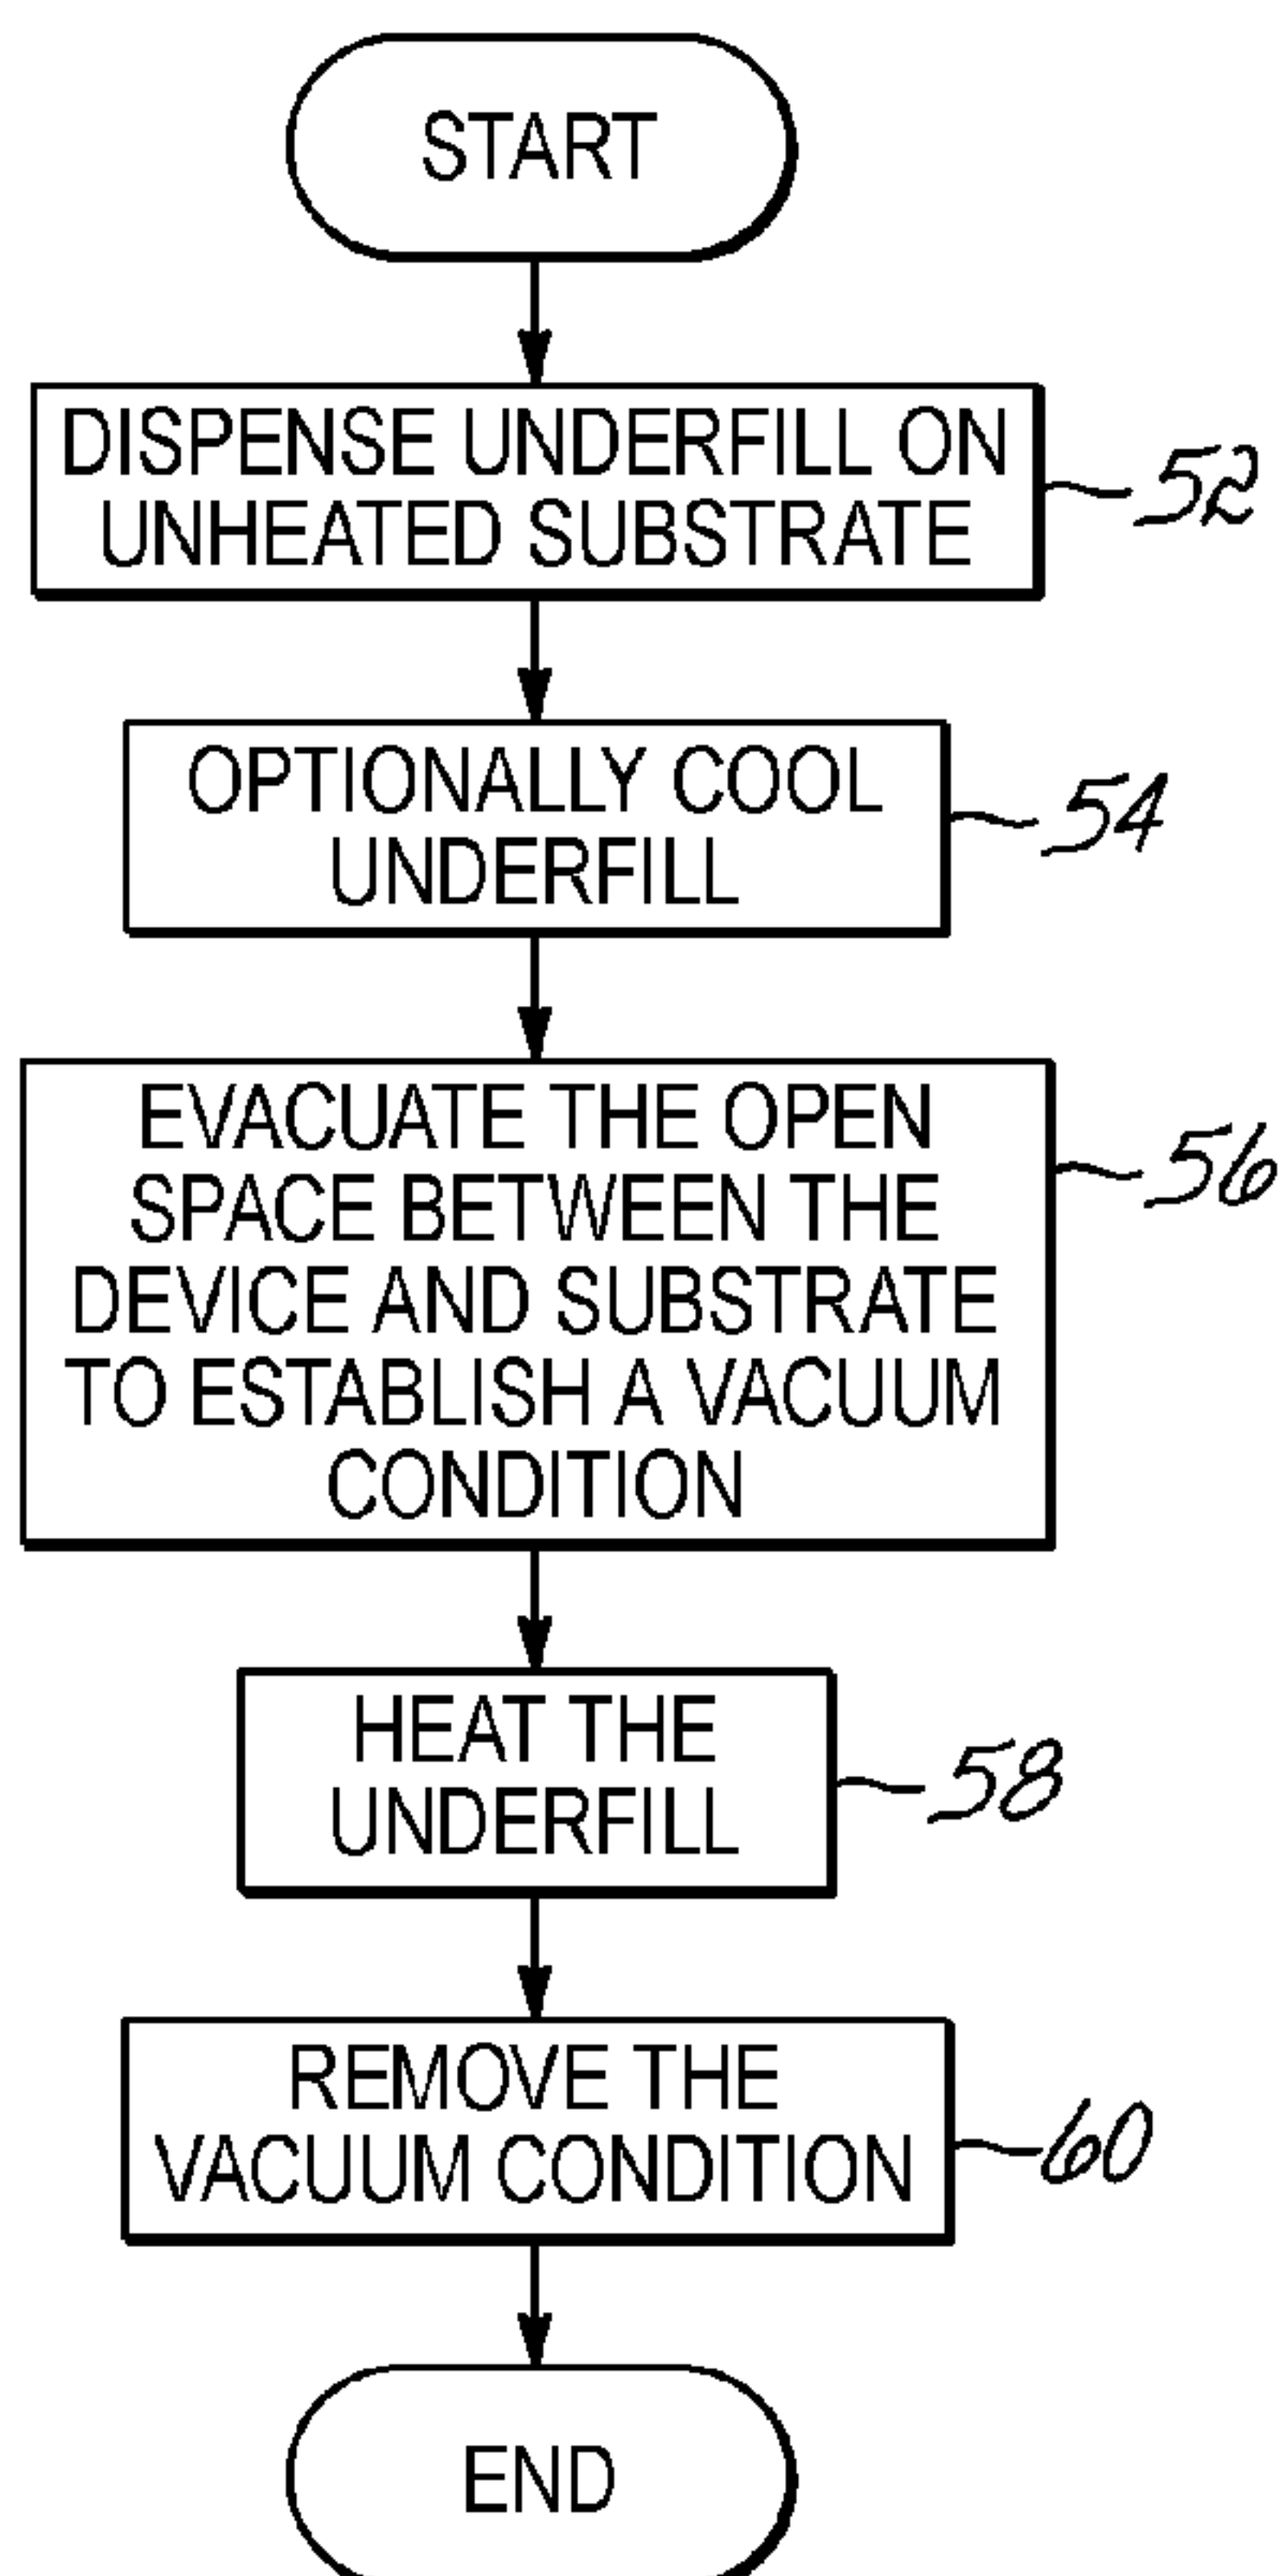 START
DISPENSE UNDERFILL ON
UNHEATED SUBSTRATE
52
OPTIONALLY COOL
UNDERFILL
54
EVACUATE THE OPEN
SPACE BETWEEN THE
DEVICE AND SUBSTRATE
TO ESTABLISH A VACUUM
CONDITION
56
HEAT THE
UNDERFILL
58
REMOVE THE
VACUUM CONDITION
60
END